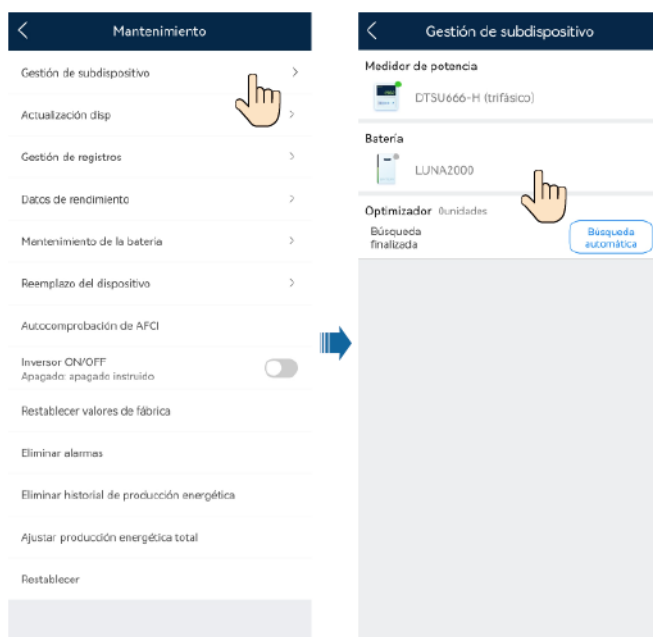 Mantenimiento
Gestión de subdispositivo
Actualización disp
Gestión de registros
Datos de rendimiento
Mantenimiento de la batería
Reemplazo del dispositivo
Autocomprobación de AFCI
Inversor ON/OFF
Apagado: apagado instruido
Restablecer valores de fábrica
Eliminar alarmas
Eliminar historial de producción energética
Ajustar producción energética total
Restablecer
Gestión de subdispositivo
Medidor de potencia
DTSU666-H (trifásico)
Batería
LUNA2000
Optimizador 0unidades
Búsqueda
finalizada
Búsqueda
automática